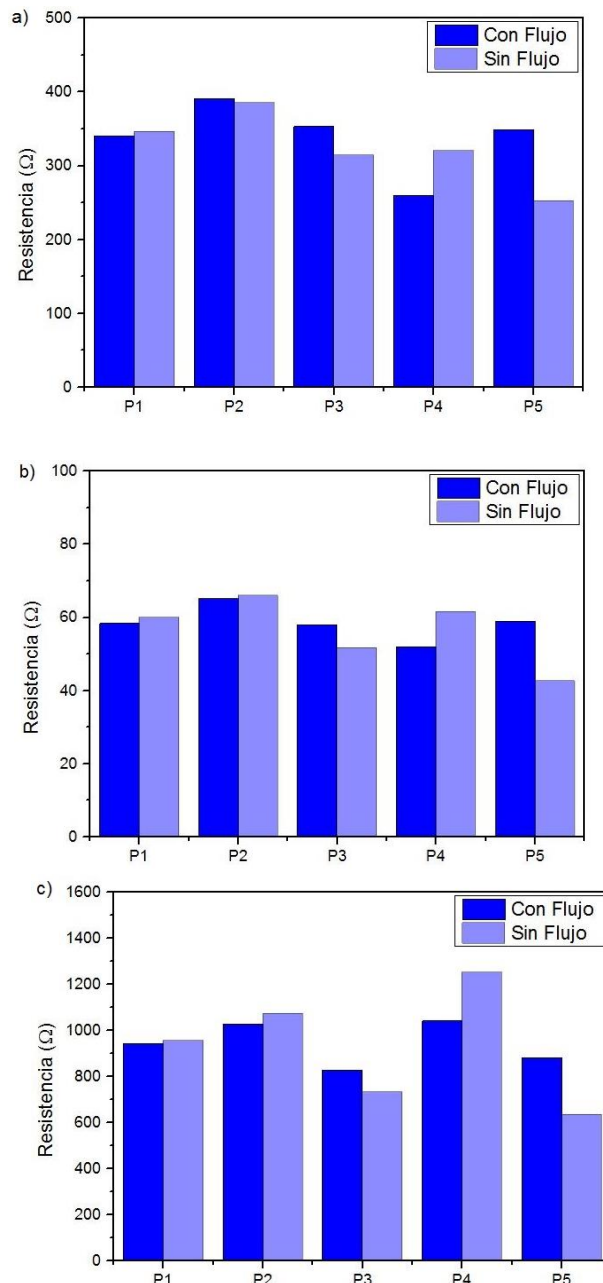 a)
500
400
300
200
100
0
Resistencia (Ω)
Con Flujo
Sin Flujo
P1 P2 P3 P4 P5
b)
100
80
60
40
20
0
Resistencia (Ω)
Con Flujo
Sin Flujo
P1 P2 P3 P4 P5
c)
1600
1400
1200
1000
800
600
400
200
0
Resistencia (Ω)
Con Flujo
Sin Flujo
P1 P2 P3 P4 P5